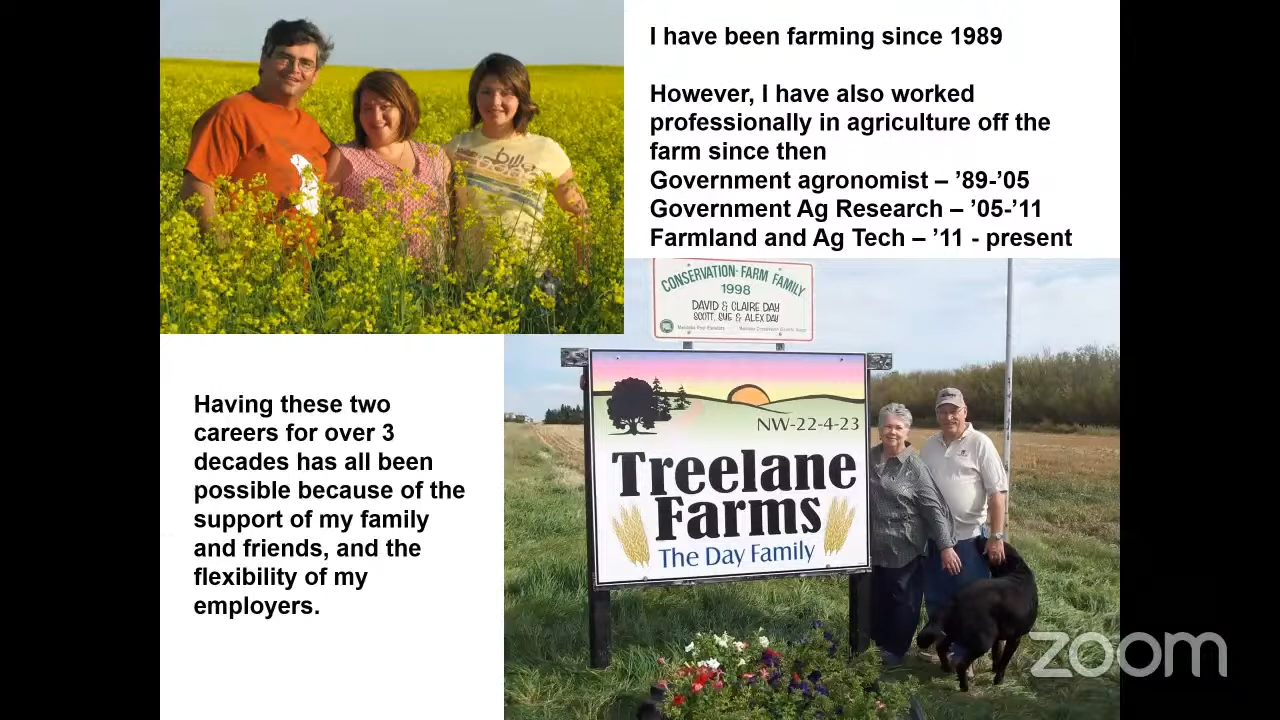 I have been farming since 1989
However, I have also worked
professionally in agriculture off the
farm since then
Government agronomist – ’89-’05
Government Ag Research – ’05-’11
Farmland and Ag Tech – ’11 - present
bill
CONSERVATION-FARM FAMILY
1998
DAVID & CLAIRE DAY
SCOTT, SUE & ALEX DAY
NW-22-4-23
Treelane
Farms
The Day Family
Having these two
careers for over 3
decades has all been
possible because of the
support of my family
and friends, and the
flexibility of my
employers.
zoom